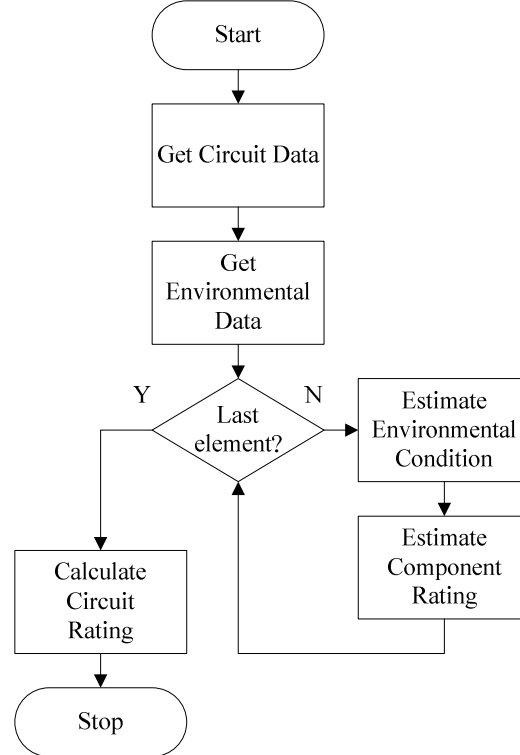 Start
Get Circuit Data
Get
Environmental
Data
Y
N
Last
element?
Estimate
Environmental
Condition
Estimate
Component
Rating
Calculate
Circuit
Rating
Stop